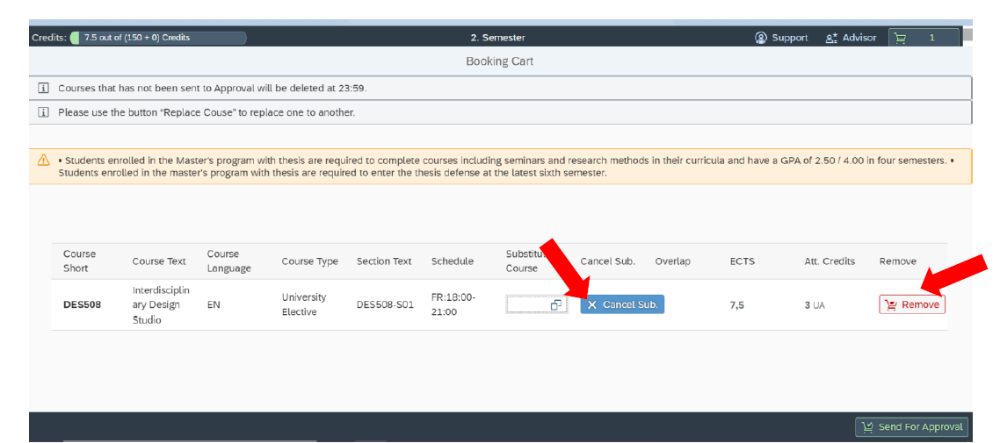 Credits: 7.5 out of (150 + 0) Credits 2. Semester Support Advisor 1
Booking Cart
Courses that has not been sent to Approval will be deleted at 23:59.
Please use the button "Replace Couse" to replace one to another.
• Students enrolled in the Master's program with thesis are required to complete courses including seminars and research methods in their curricula and have a GPA of 2.50 / 4.00 in four semesters. •
Students enrolled in the master's program with thesis are required to enter the thesis defense at the latest sixth semester.
Course Short
Course Text
Course Language
Course Type
Section Text
Schedule
Course
Cancel Sub.
Overlap
ECTS
Att. Credits
Remove
DES508
Interdisciplin
ary Design
Studio
EN
University
Elective
DES508-S01
FR:18:00-
21:00
Cancel Sub.
7,5
3 UA
Remove
Send For Approval